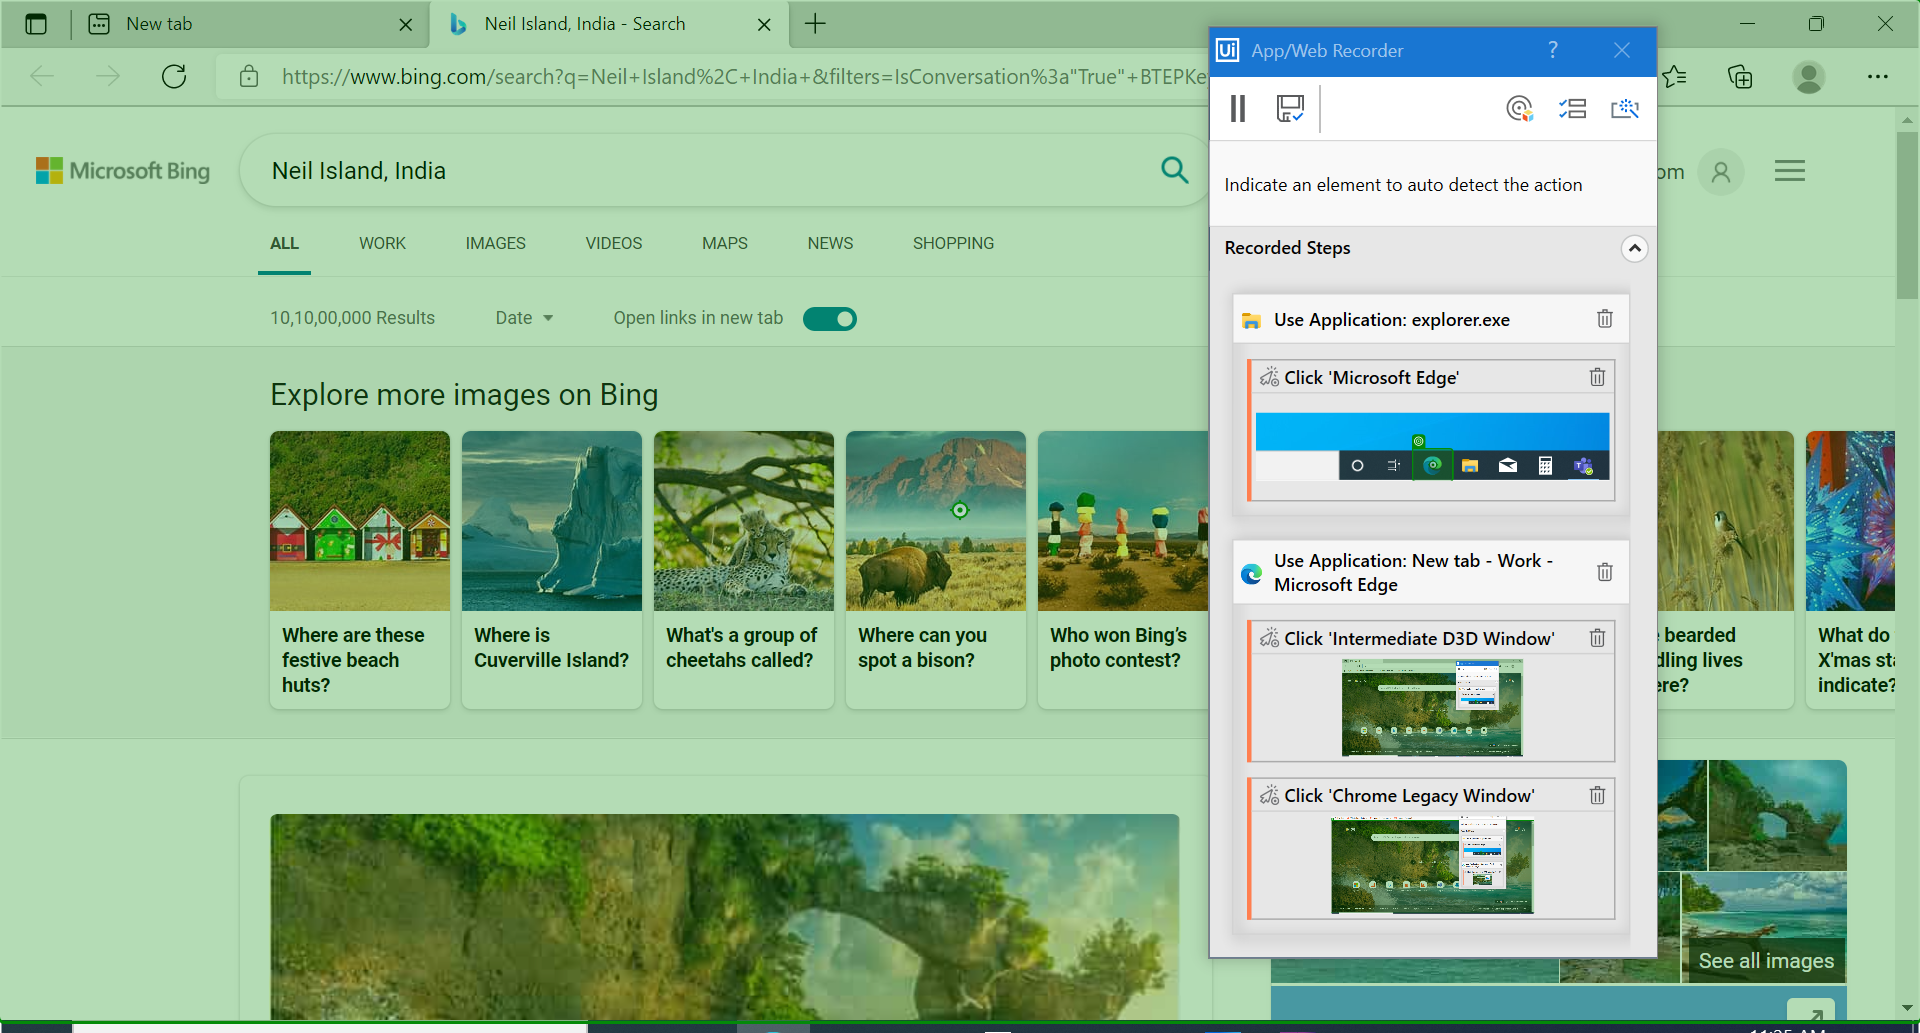 New tab
Neil Island, India - Search
https://www.bing.com/search?q=Neil+Island%2C+India+&filters=IsConversation%3a"True"+BTEPKe
Microsoft Bing
Neil Island, India
ALL
WORK
IMAGES
VIDEOS
MAPS
NEWS
SHOPPING
10,10,00,000 Results
Date
Open links in new tab
Explore more images on Bing
Where are these
festive beach
huts?
Where is
Cuverville Island?
What's a group of
cheetahs called?
Where can you
spot a bison?
Who won Bing's
photo contest?
bearded
dling lives
ere?
What do
X'mas sta
indicate?
See all images
Ui App/Web Recorder
?
om
Indicate an element to auto detect the action
Recorded Steps
Use Application: explorer.exe
Click 'Microsoft Edge'
Use Application: New tab - Work -
Microsoft Edge
Click 'Intermediate D3D Window'
Click 'Chrome Legacy Window'
11:25 AM